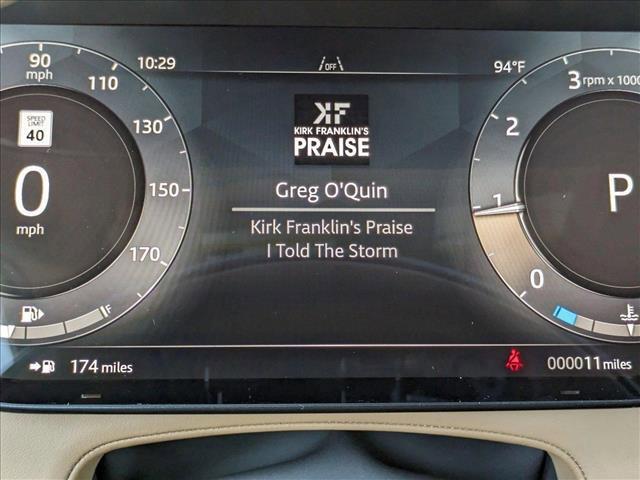 90
mph
110
130
150
170
SPEED
LIMIT
40
0
mph
F
10:29
OFF
94°F
KF
KIRK FRANKLIN'S
PRAISE
Greg O'Quin
Kirk Franklin's Praise
I Told The Storm
3 rpm x 1000
2
1
0
P
174 miles
000011 miles